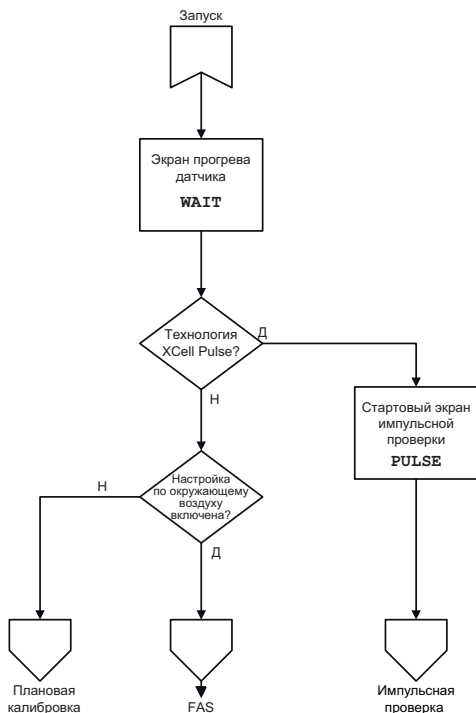 Запуск
Экран прогрева
датчика
WAIT
Технология
XCell Pulse?
Д
Н
Стартовый экран
импульсной
проверки
PULSE
Настройка
по окружающему
воздуху
включена?
Н
Д
Плановая
калибровка
FAS
Импульсная
проверка